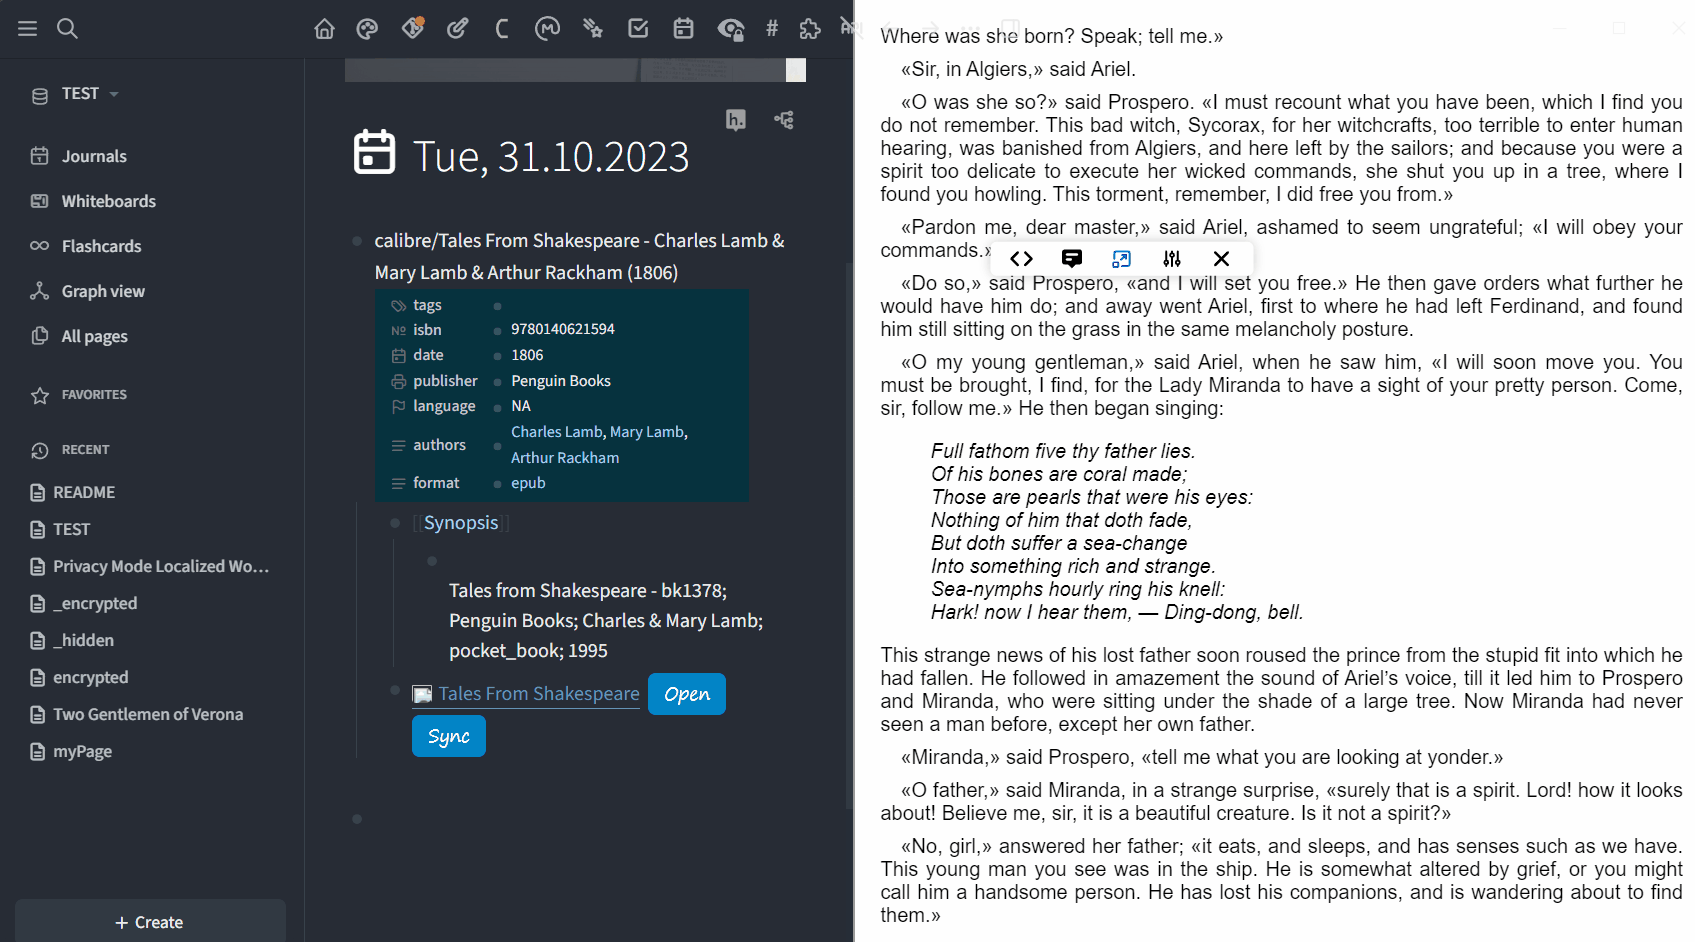 TEST
Journals
Whiteboards
Flashcards
Graph view
All pages
FAVORITES
RECENT
README
TEST
Privacy Mode Localized Wo...
_encrypted
_hidden
encrypted
Two Gentlemen of Verona
myPage
+ Create
#
h.
Tue, 31.10.2023
calibre/Tales From Shakespeare - Charles Lamb &
Mary Lamb & Arthur Rackham (1806)
tags
Nº isbn 9780140621594
date 1806
publisher Penguin Books
language NA
authors Charles Lamb, Mary Lamb,
Arthur Rackham
format epub
[[Synopsis]]
Tales from Shakespeare - bk1378;
Penguin Books; Charles & Mary Lamb;
pocket_book; 1995
Tales From Shakespeare Open
Sync
Where was she born? Speak; tell me.»
«Sir, in Algiers,» said Ariel.
«O was she so?» said Prospero. «I must recount what you have been, which I find you
do not remember. This bad witch, Sycorax, for her witchcrafts, too terrible to enter human
hearing, was banished from Algiers, and here left by the sailors; and because you were a
spirit too delicate to execute her wicked commands, she shut you up in a tree, where I
found you howling. This torment, remember, I did free you from.»
«Pardon me, dear master,» said Ariel, ashamed to seem ungrateful; «I will obey your
commands.»
«Do so,» said Prospero, «and I will set you free.» He then gave orders what further he
would have him do; and away went Ariel, first to where he had left Ferdinand, and found
him still sitting on the grass in the same melancholy posture.
«O my young gentleman,» said Ariel, when he saw him, «I will soon move you. You
must be brought, I find, for the Lady Miranda to have a sight of your pretty person. Come,
sir, follow me.» He then began singing:
Full fathom five thy father lies.
Of his bones are coral made;
Those are pearls that were his eyes:
Nothing of him that doth fade,
But doth suffer a sea-change
Into something rich and strange.
Sea-nymphs hourly ring his knell:
Hark! now I hear them, — Ding-dong, bell.
This strange news of his lost father soon roused the prince from the stupid fit into which he
had fallen. He followed in amazement the sound of Ariel's voice, till it led him to Prospero
and Miranda, who were sitting under the shade of a large tree. Now Miranda had never
seen a man before, except her own father.
«Miranda,» said Prospero, «tell me what you are looking at yonder.»
«O father,» said Miranda, in a strange surprise, «surely that is a spirit. Lord! how it looks
about! Believe me, sir, it is a beautiful creature. Is it not a spirit?»
«No, girl,» answered her father; «it eats, and sleeps, and has senses such as we have.
This young man you see was in the ship. He is somewhat altered by grief, or you might
call him a handsome person. He has lost his companions, and is wandering about to find
them.»